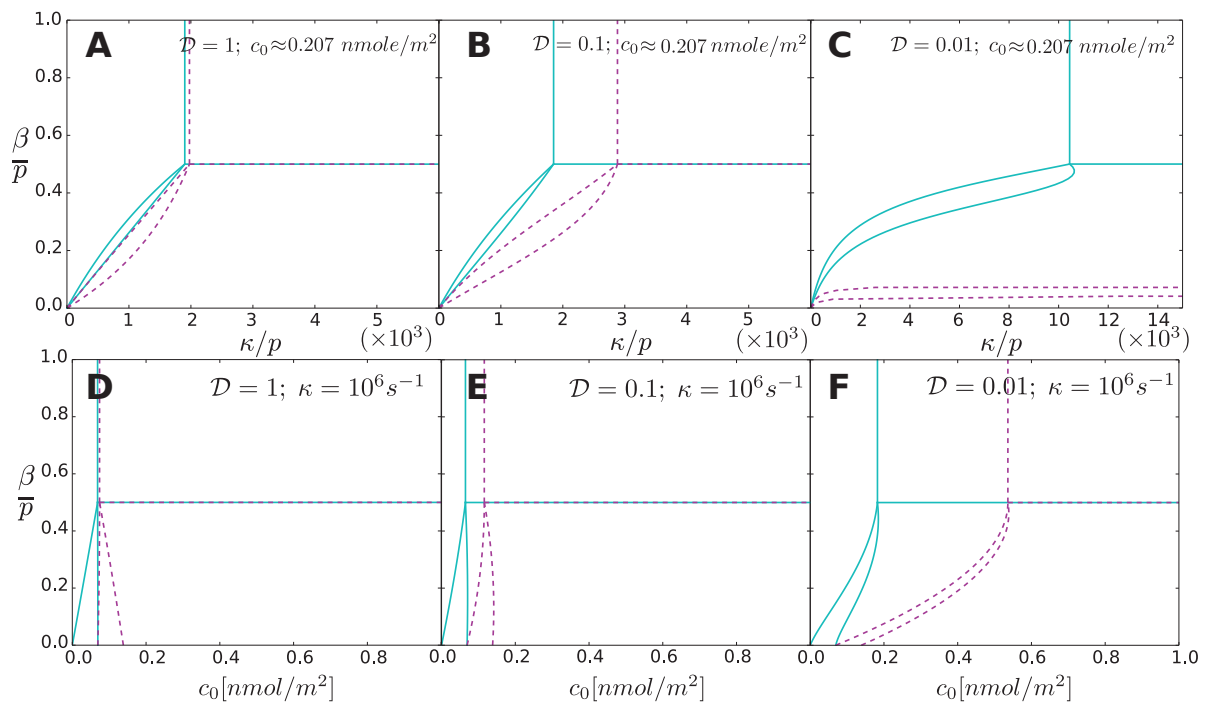 A
𝒟 = 1; c₀≈0.207 nmole/m²
B
𝒟 = 0.1; c₀≈ 0.207 nmole/m²
C
𝒟 = 0.01; c₀≈0.207 nmole/m²
1.0
0.8
0.6
β/p
0.4
0.2
0.0
0 1 2 3 4 5
0 1 2 3 4 5
0 2 4 6 8 10 12 14
κ/p (×10³)
κ/p (×10³)
κ/p (×10³)
D
𝒟 = 1; κ = 10⁶s⁻¹
E
𝒟 = 0.1; κ = 10⁶s⁻¹
F
𝒟 = 0.01; κ = 10⁶s⁻¹
1.0
0.8
0.6
β/p
0.4
0.2
0.0
0.0 0.2 0.4 0.6 0.8
0.0 0.2 0.4 0.6 0.8
0.0 0.2 0.4 0.6 0.8 1.0
c₀[nmol/m²]
c₀[nmol/m²]
c₀[nmol/m²]